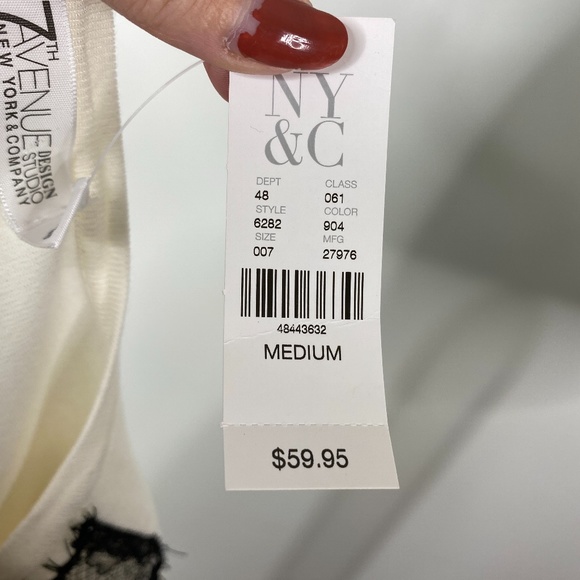 7TH
AVENUE
DESIGN
STUDIO
NEW YORK & COMPANY
NY
&C
DEPT CLASS
48 061
STYLE COLOR
6282 904
SIZE MFG
007 27976
48443632
MEDIUM
$59.95